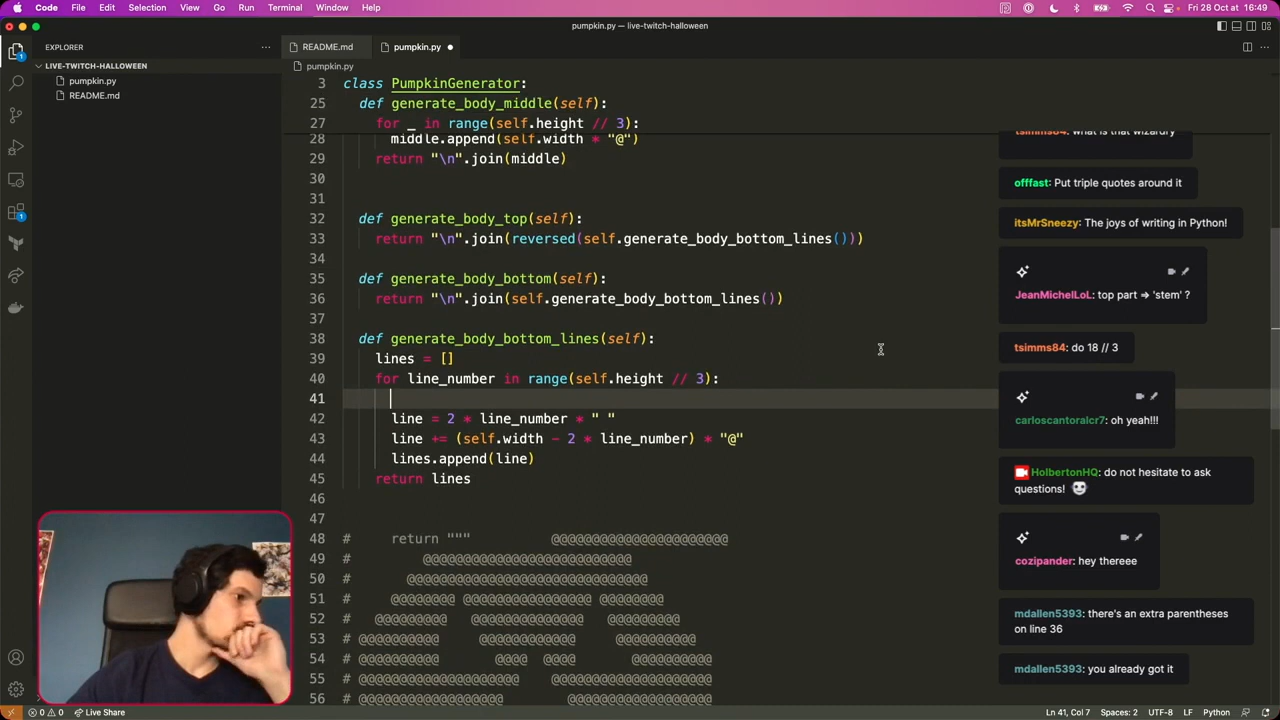 Code File Edit Selection View Go Run Terminal Window Help Fri 28 Oct 16:49
pumpkin.py — live-twitch-halloween
EXPLORER
LIVE-TWITCH-HALLOWEEN
pumpkin.py
README.md
1
1
README.md pumpkin.py
pumpkin.py
3 class PumpkinGenerator:
25 def generate_body_middle(self):
27 for _ in range(self.height // 3):
28 middle.append(self.width * "@")
29 return "\n".join(middle)
30
31
32 def generate_body_top(self):
33 return "\n".join(reversed(self.generate_body_bottom_lines()))
34
35 def generate_body_bottom(self):
36 return "\n".join(self.generate_body_bottom_lines())
37
38 def generate_body_bottom_lines(self):
39 lines = []
40 for line_number in range(self.height // 3):
41
42 line = 2 * line_number * " "
43 line += (self.width - 2 * line_number) * "@"
44 lines.append(line)
45 return lines
46
47
48 # return """ @@@@@@@@@@@@@@@@@@@@@@
49 # @@@@@@@@@@@@@@@@@@@@@@@@@@
50 # @@@@@@@@@@@@@@@@@@@@@@@@@@@@@@
51 # @@@@@@@@ @@@@@@@@@@@@@@@@ @@@@@@@@
52 # @@@@@@@@@ @@@@@@@@@@@@@@ @@@@@@@@@
53 # @@@@@@@@@@ @@@@@@@@@@@@ @@@@@@@@@@
54 # @@@@@@@@@@ @@@@ @@@@ @@@@@@@@@@
55 # @@@@@@@@@@@@@@@@@@@@ @@@@@@@@@@@@@@@@@@@@
56 # @@@@@@@@@@@@@@@@@@ @@@@@@@@@@@@@@@@@@
tsimms84: what is that wizardry
offfast: Put triple quotes around it
itsMrSneezy: The joys of writing in Python!
JeanMichelLoL: top part => 'stem' ?
tsimms84: do 18 // 3
carloscantoralcr7: oh yeah!!!
HolbertonHQ: do not hesitate to ask
questions!
cozipander: hey thereee
mdallen5393: there's an extra parentheses
on line 36
mdallen5393: you already got it
0 0 Live Share Ln 41, Col 7 Spaces: 2 UTF-8 LF Python